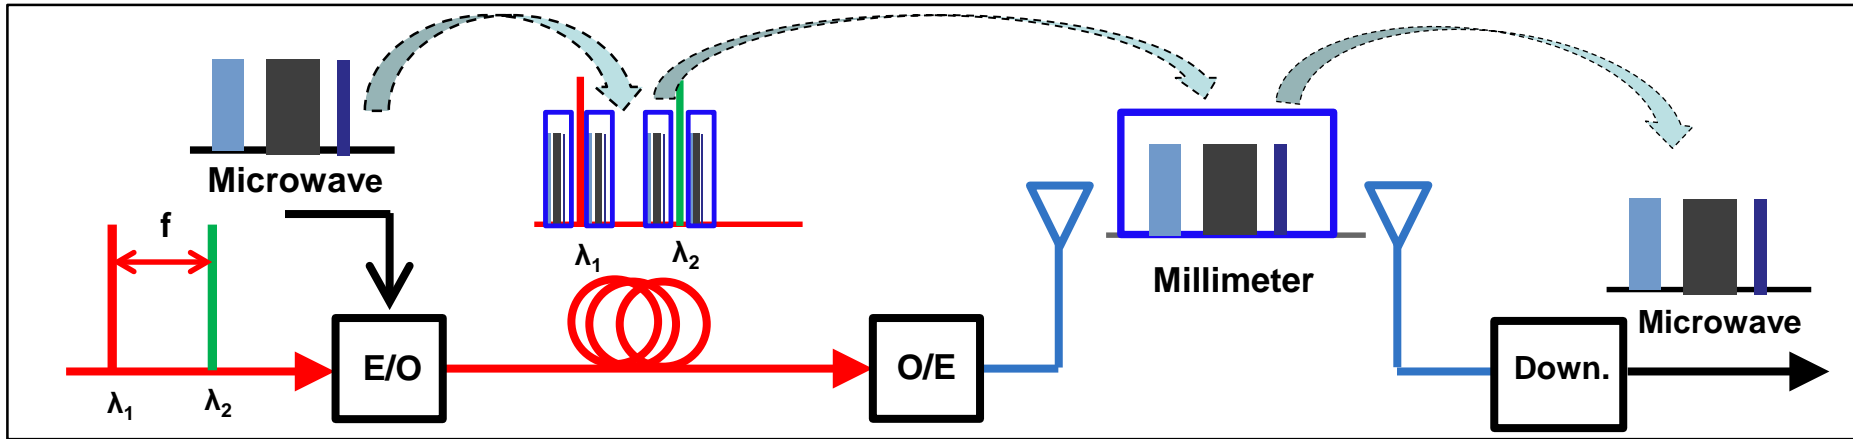 Microwave
f
λ1
λ2
E/O
λ1
λ2
O/E
Millimeter
Down.
Microwave